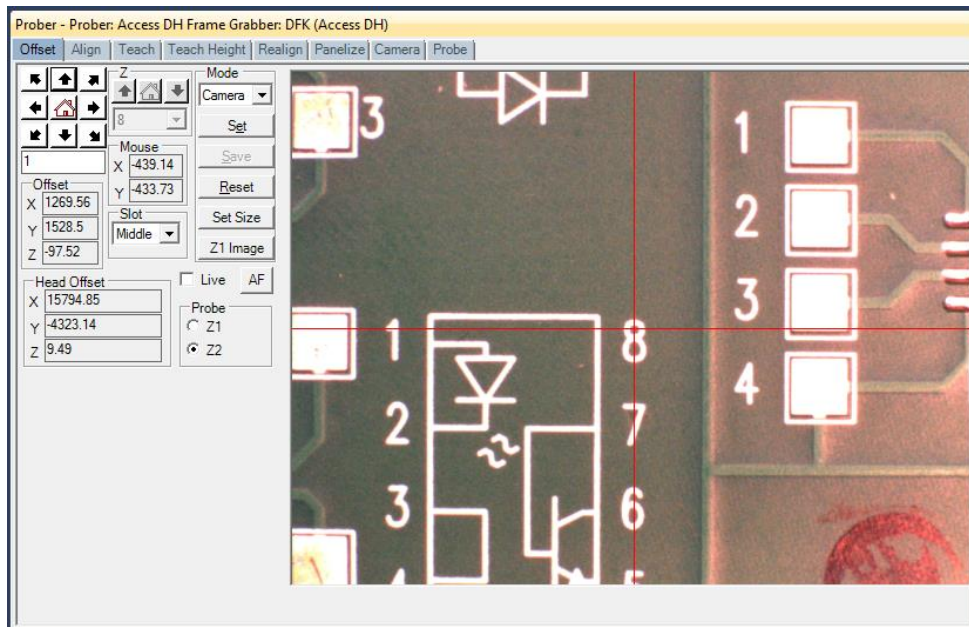 Prober - Prober: Access DH Frame Grabber: DFK (Access DH)
Offset Align Teach Teach Height Realign Panelize Camera Probe
Z
8
1
Mode
Camera
Set
Save
Reset
Set Size
Z1 Image
Mouse
X -439.14
Y -433.73
Offset
X 1269.56
Y 1528.5
Z -97.52
Slot
Middle
Live AF
Head Offset
X 15794.85
Y -4323.14
Z 9.49
Probe
Z1
Z2
3
1
2
3
4
1
2
3
4
8
7
6
5